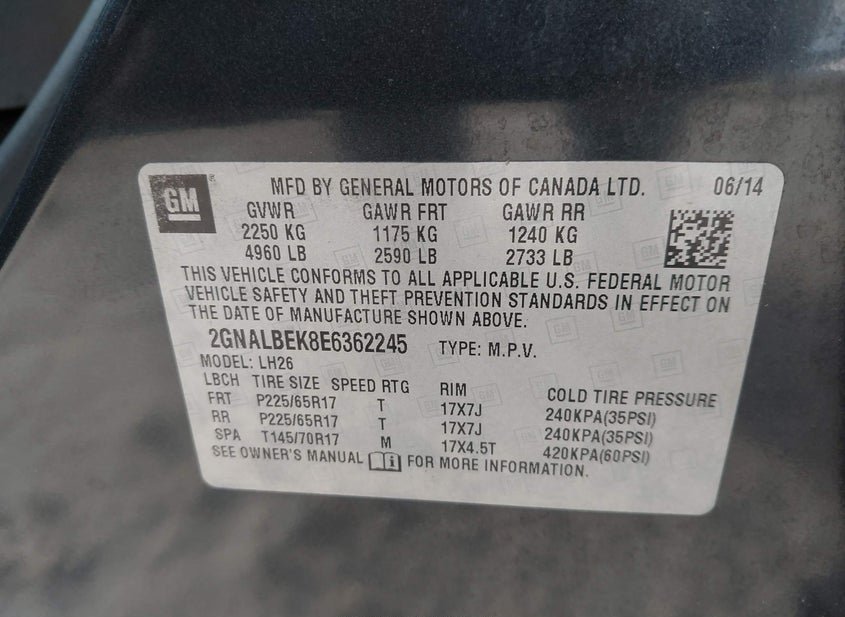 GM MFD BY GENERAL MOTORS OF CANADA LTD. 06/14
GVWR GAWR FRT GAWR RR
2250 KG 1175 KG 1240 KG
4960 LB 2590 LB 2733 LB
THIS VEHICLE CONFORMS TO ALL APPLICABLE U.S. FEDERAL MOTOR
VEHICLE SAFETY AND THEFT PREVENTION STANDARDS IN EFFECT ON
THE DATE OF MANUFACTURE SHOWN ABOVE.
2GNALBEK8E6362245 TYPE: M.P.V.
MODEL: LH26
LBCH TIRE SIZE SPEED RTG RIM COLD TIRE PRESSURE
FRT P225/65R17 T 17X7J 240KPA(35PSI)
RR P225/65R17 T 17X7J 240KPA(35PSI)
SPA T145/70R17 M 17X4.5T 420KPA(60PSI)
SEE OWNER'S MANUAL FOR MORE INFORMATION.